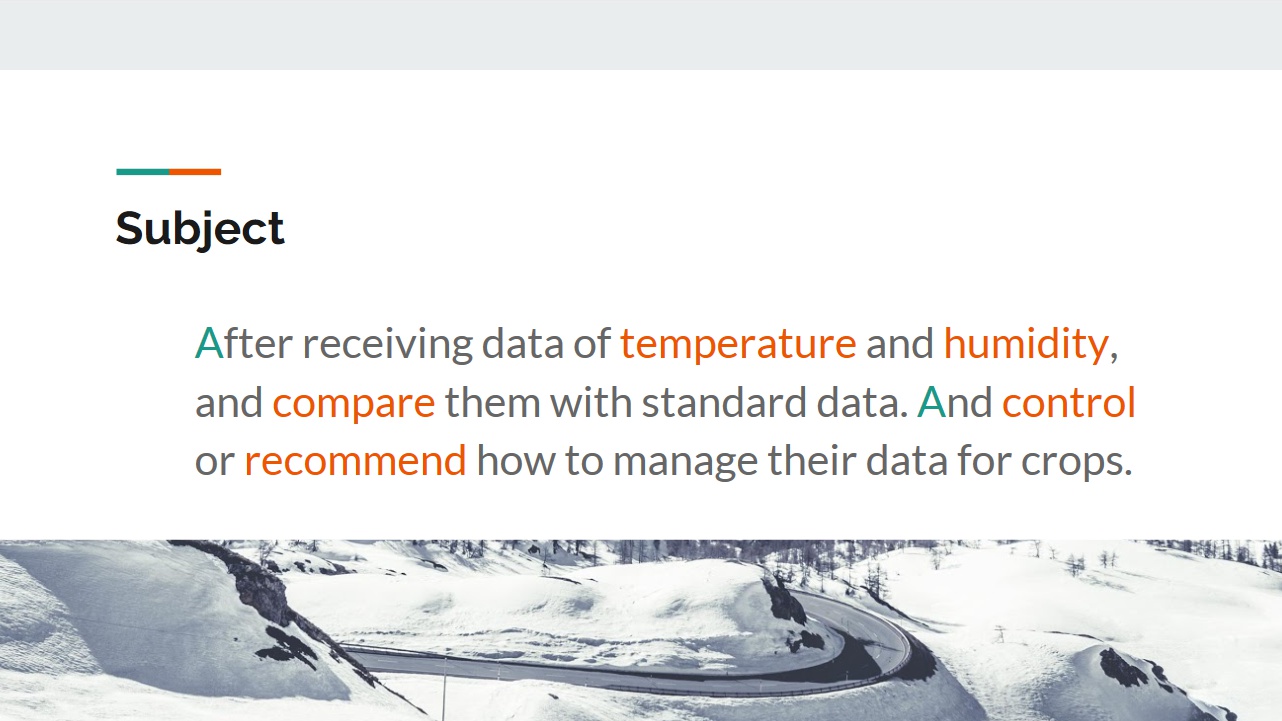 Subject
After receiving data of temperature and humidity,
and compare them with standard data. And control
or recommend how to manage their data for crops.